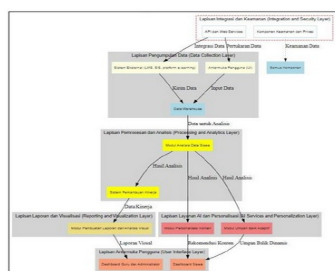 Lapisan Integrasi dan Keamanan (Integration and Security Layer)
API dan Web Services
Komponen Keamanan dan Privasi
Integrasi Data
Pertukaran Data
Keamanan Data
Lapisan Pengumpulan Data (Data Collection Layer)
Sistem Eksternal (LMS, SIS, platform e-learning)
Antarmuka Pengguna (UI)
Semua Komponen
Kirim Data
Input Data
Data Warehouse
Data untuk Analisis
Lapisan Pemrosesan dan Analisis (Processing and Analytics Layer)
Modul Analisis Data Siswa
Hasil Analisis
Hasil Analisis
Hasil Analisis
Sistem Pemantauan Kinerja
Data Kinerja
Lapisan Laporan dan Visualisasi (Reporting and Visualization Layer)
Lapisan Layanan AI dan Personalisasi (AI Services and Personalization Layer)
Modul Pembuatan Laporan dan Analisis Visual
Modul Personalisasi Konten
Laporan Visual
Rekomendasi Konten
Umpan Balik Dinamis
Lapisan Antarmuka Pengguna (User Interface Layer)
Dashboard Guru dan Administrator
Dashboard Siswa